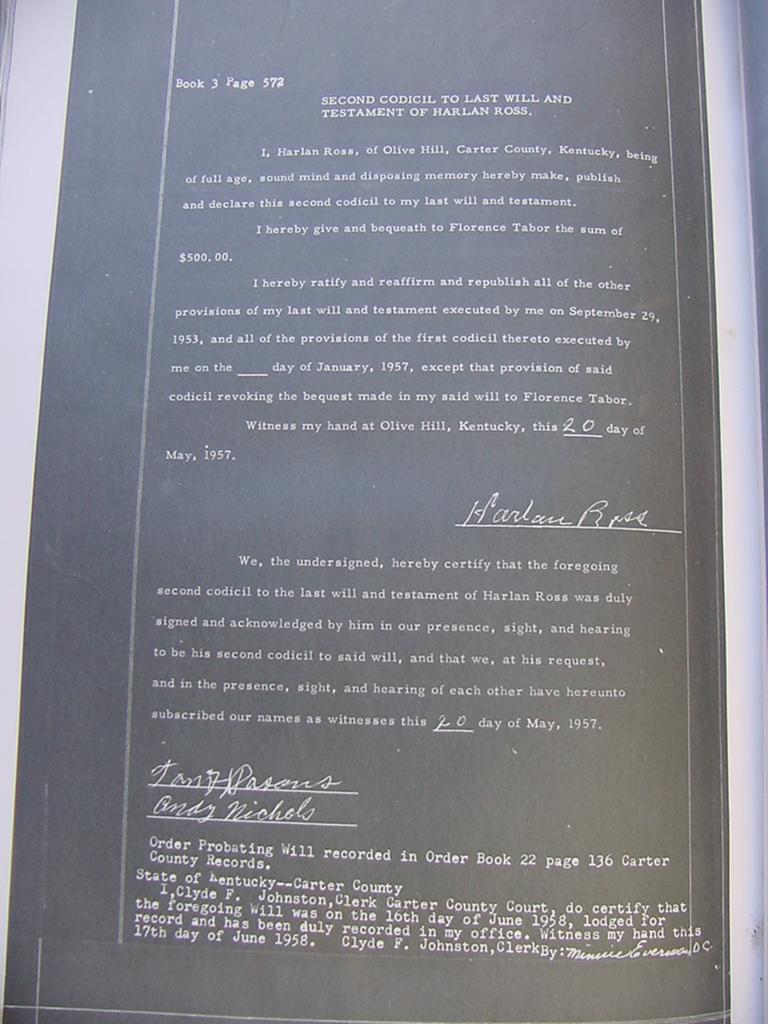 Book 3 Page 572
SECOND CODICIL TO LAST WILL AND
TESTAMENT OF HARLAN ROSS.
I, Harlan Ross, of Olive Hill, Carter County, Kentucky, being
of full age, sound mind and disposing memory hereby make, publish
and declare this second codicil to my last will and testament.
I hereby give and bequeath to Florence Tabor the sum of
$500.00.
I hereby ratify and reaffirm and republish all of the other
provisions of my last will and testament executed by me on September 29,
1953, and all of the provisions of the first codicil thereto executed by
me on the ____ day of January, 1957, except that provision of said
codicil revoking the bequest made in my said will to Florence Tabor.
Witness my hand at Olive Hill, Kentucky, this 20 day of
May, 1957.
Harlan Ross
We, the undersigned, hereby certify that the foregoing
second codicil to the last will and testament of Harlan Ross was duly
signed and acknowledged by him in our presence, sight, and hearing
to be his second codicil to said will, and that we, at his request,
and in the presence, sight, and hearing of each other have hereunto
subscribed our names as witnesses this 20 day of May, 1957.
Andy Nichols
Order Probating Will recorded in Order Book 22 page 136 Carter
County Records.
State of Kentucky--Carter County
I,Clyde F. Johnston,Clerk Carter County Court, do certify that
the foregoing Will was on the 16th day of June 1958, lodged for
record and has been duly recorded in my office. Witness my hand this
17th day of June 1958. Clyde F. Johnston,Clerk By: Minnie Everman D C.